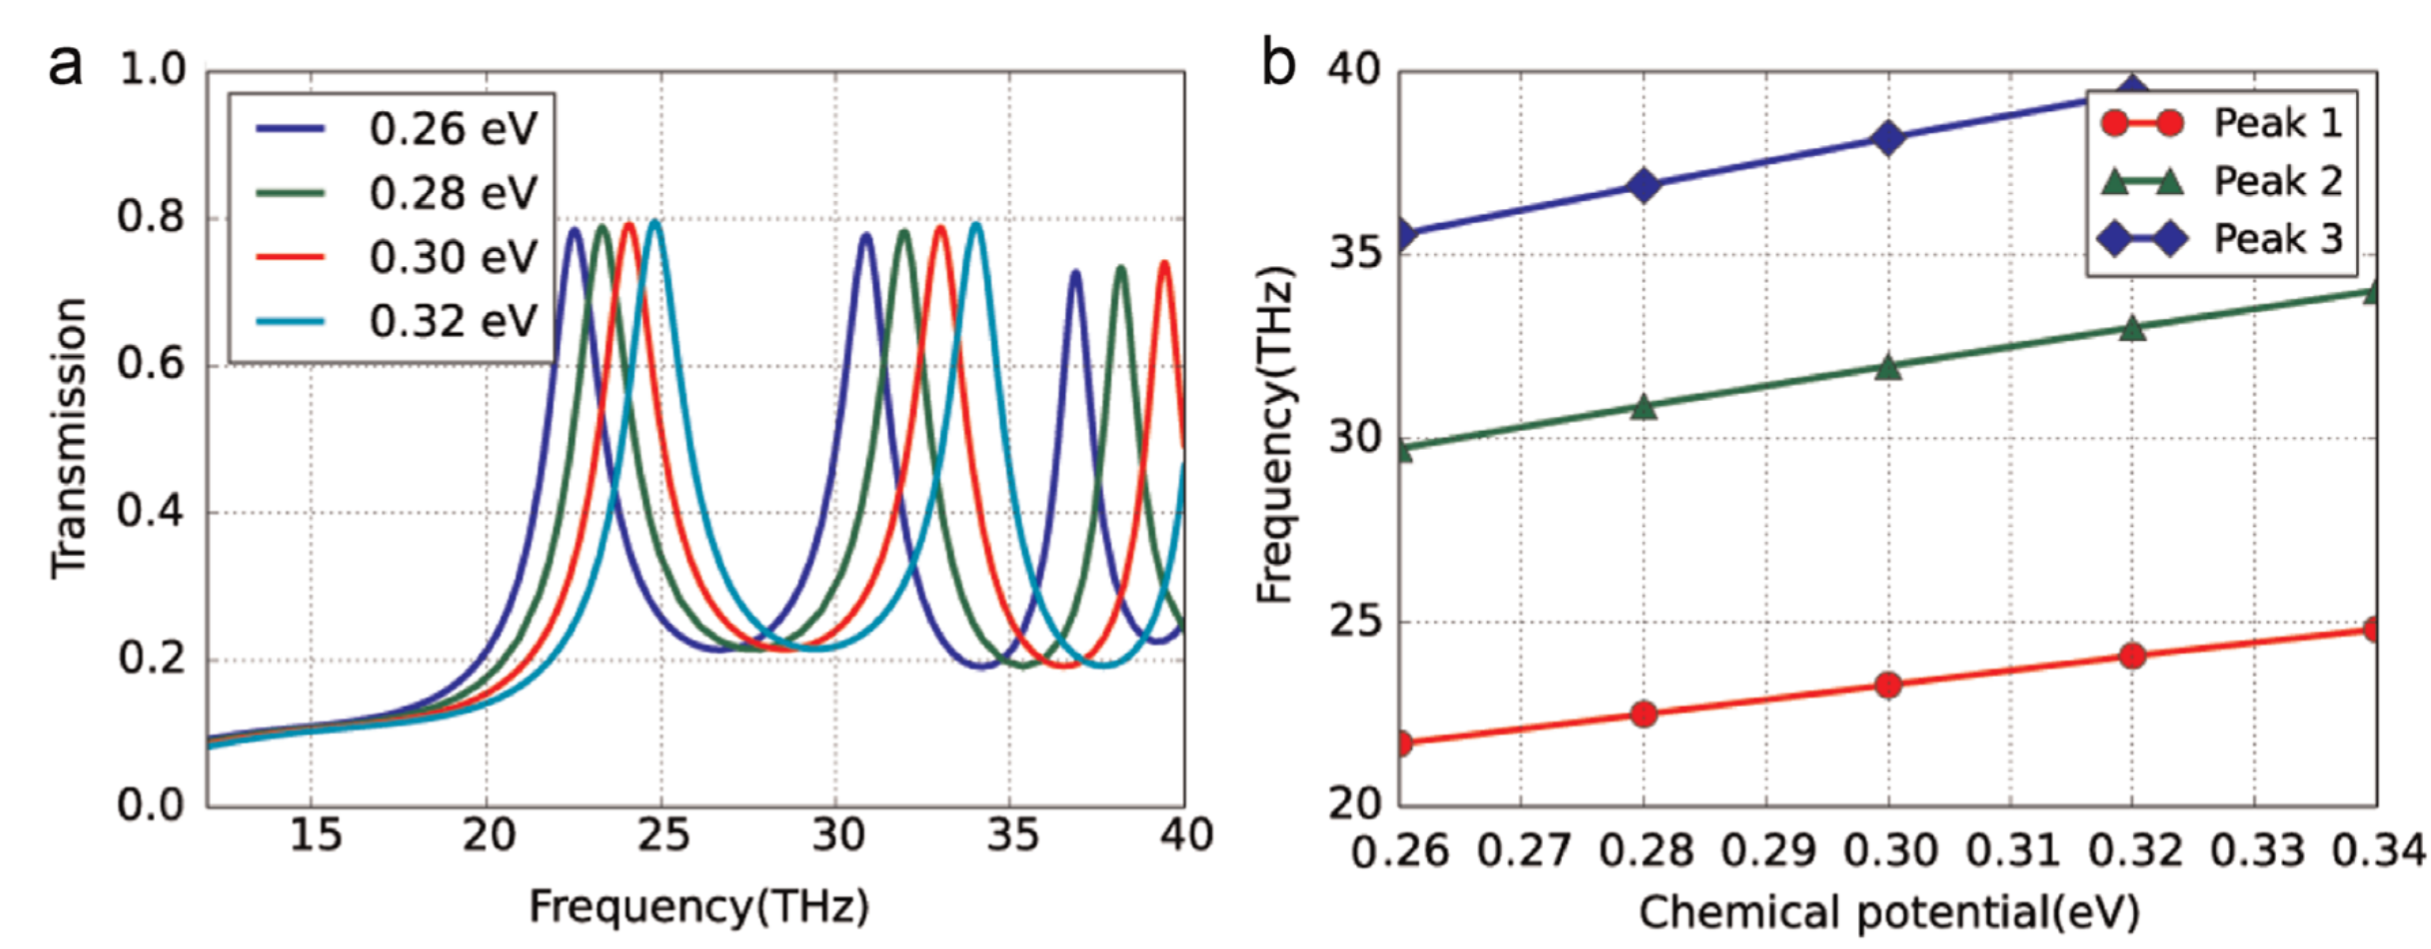 a
1.0
0.8
0.6
0.4
0.2
0.0
Transmission
0.26 eV
0.28 eV
0.30 eV
0.32 eV
15 20 25 30 35 40
Frequency(THz)
b
40
35
30
25
20
Frequency(THz)
Peak 1
Peak 2
Peak 3
0.26 0.27 0.28 0.29 0.30 0.31 0.32 0.33 0.34
Chemical potential(eV)